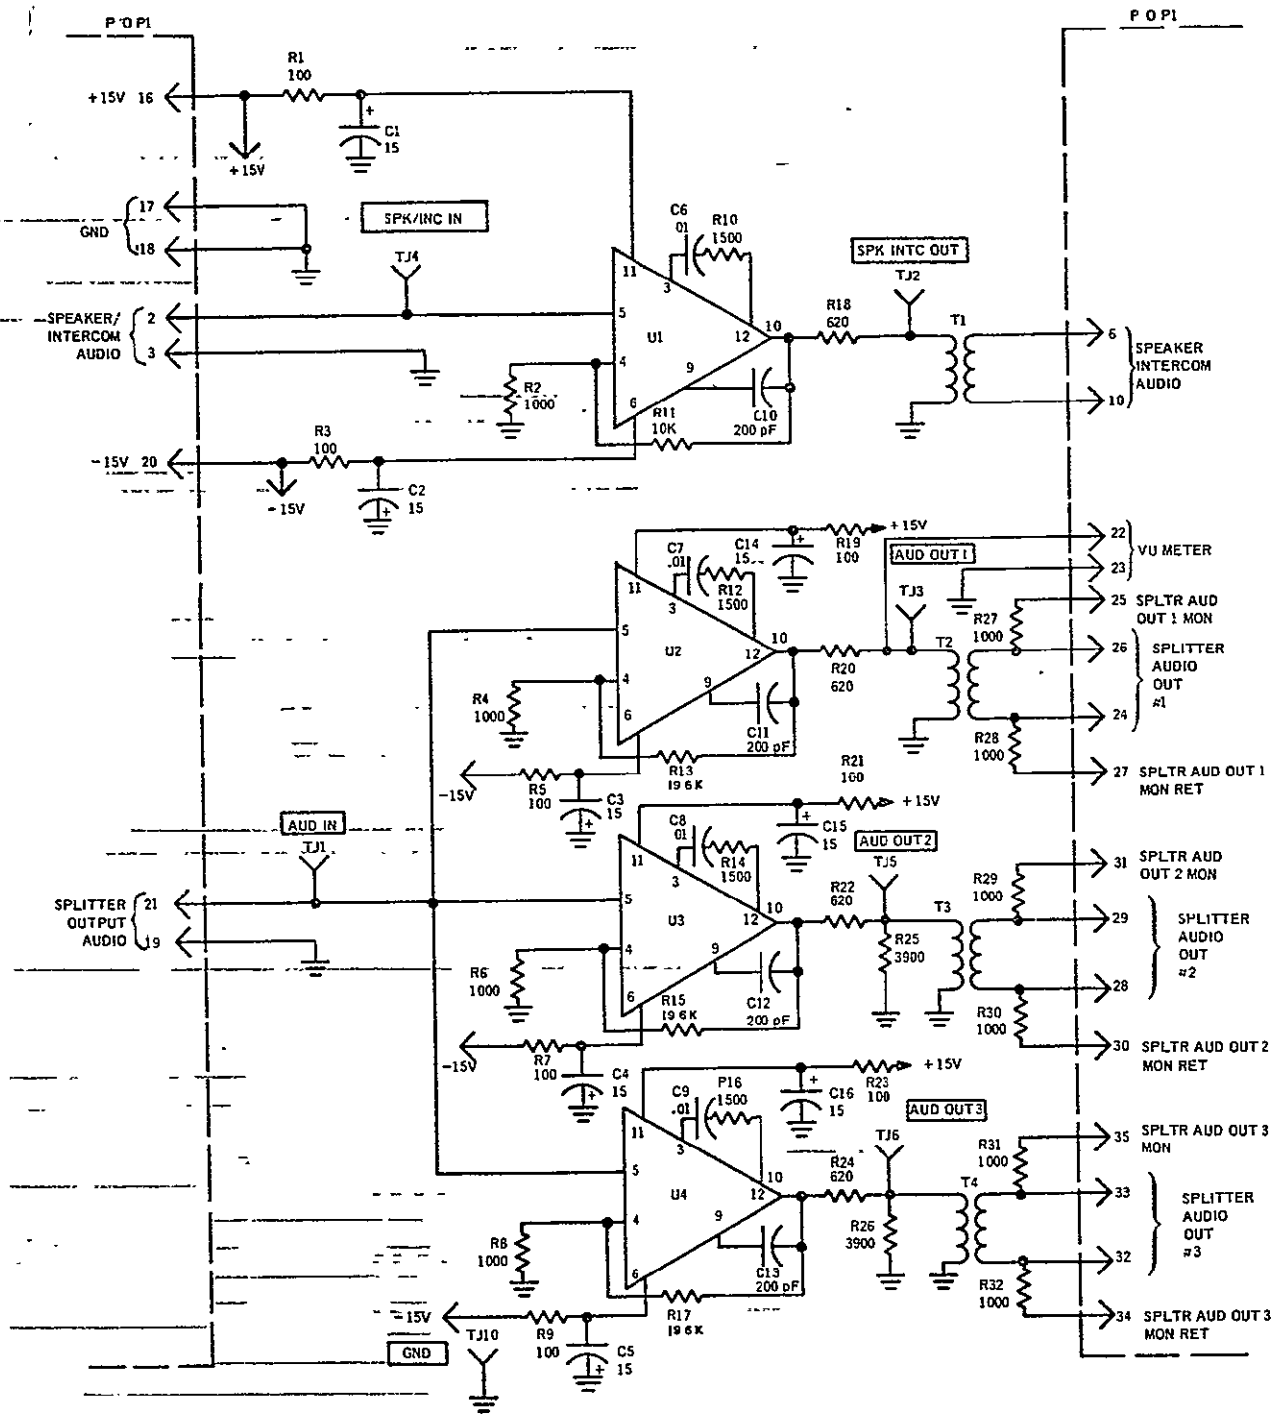 P O P1
P O P1
R1
100
+15V 16
+
C1
15
+15V
17
GND
18
SPK/INC IN
TJ4
SPEAKER/
INTERCOM
AUDIO
2
3
C6
01
R10
1500
11
3
5
U1
10
12
4
9
6
R2
1000
R11
10K
C10
200 pF
SPK INTC OUT
TJ2
R18
620
T1
6
10
SPEAKER
INTERCOM
AUDIO
R3
100
-15V 20
-15V
C2
15
+
C7
.01
R12
1500
C14
15
+
R19
100
+15V
AUD OUT 1
TJ3
22
23
VU METER
25 SPLTR AUD
OUT 1 MON
11
3
5
U2
10
12
4
9
6
R4
1000
C11
200 pF
R13
19 6K
R20
620
T2
R27
1000
26
24
SPLITTER
AUDIO
OUT
#1
R28
1000
27 SPLTR AUD OUT 1
MON RET
-15V
R5
100
C3
15
+
R21
100
+15V
C15
15
+
AUD IN
TJ1
SPLITTER
OUTPUT
AUDIO
21
19
C8
01
R14
1500
11
3
5
U3
10
12
4
9
6
R6
1000
C12
200 pF
R15
19 6K
AUD OUT 2
TJ5
R22
620
R25
3900
T3
R29
1000
31 SPLTR AUD
OUT 2 MON
29
28
SPLITTER
AUDIO
OUT
#2
R30
1000
30 SPLTR AUD OUT 2
MON RET
-15V
R7
100
C4
15
+
C9
.01
P16
1500
C16
15
+
R23
100
+15V
AUD OUT 3
TJ6
11
3
5
U4
10
12
4
9
6
R8
1000
C13
200 pF
R17
19 6K
R24
620
R26
3900
T4
R31
1000
35 SPLTR AUD OUT 3
MON
33
32
SPLITTER
AUDIO
OUT
#3
R32
1000
34 SPLTR AUD OUT 3
MON RET
-15V
R9
100
C5
15
+
GND
TJ10